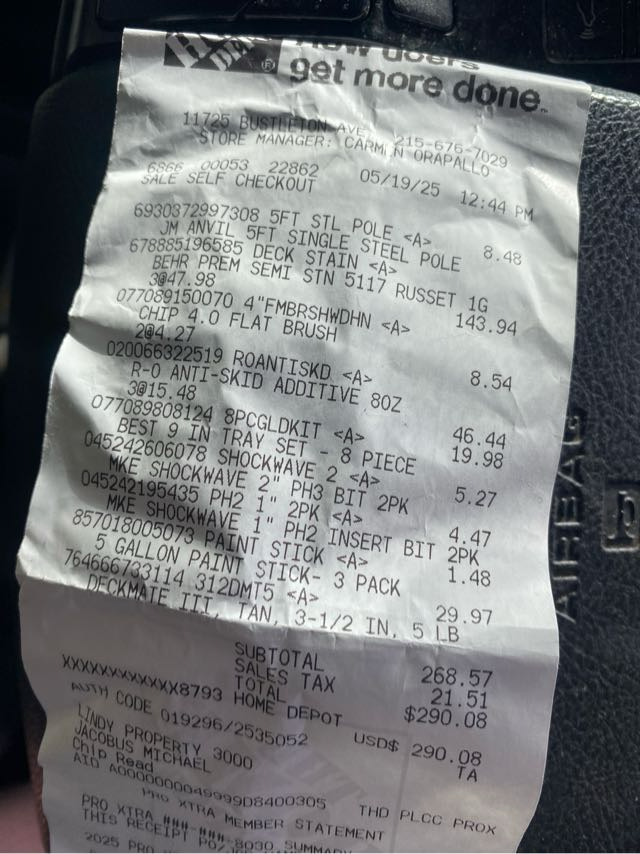 get more done.
11725 BUSTLETON AVE 215-676-7029
STORE MANAGER: CARMEN ORAPALLO
6866 00053 22862 05/19/25 12:44 PM
SALE SELF CHECKOUT
6930372997308 5FT STL POLE <A> 8.48
JM ANVIL 5FT SINGLE STEEL POLE
678885196585 DECK STAIN <A>
BEHR PREM SEMI STN 5117 RUSSET 1G
3@47.98 143.94
077089150070 4"FMBRSHWDHN <A>
CHIP 4.0 FLAT BRUSH
2@4.27 8.54
020066322519 ROANTISKD <A>
R-O ANTI-SKID ADDITIVE 8OZ
3@15.48 46.44
077089808124 8PCGLDKIT <A> 19.98
BEST 9 IN TRAY SET - 8 PIECE
045242606078 SHOCKWAVE 2 <A> 5.27
MKE SHOCKWAVE 2" PH3 BIT 2PK
045242195435 PH2 1" 2PK <A> 4.47
MKE SHOCKWAVE 1" PH2 INSERT BIT 2PK
857018005073 PAINT STICK <A> 1.48
5 GALLON PAINT STICK- 3 PACK
764666733114 312DMT5 <A> 29.97
DECKMATE III, TAN, 3-1/2 IN, 5 LB
SUBTOTAL 268.57
SALES TAX 21.51
TOTAL $290.08
XXXXXXXXXXXX8793 HOME DEPOT
USD$ 290.08
AUTH CODE 019296/2535052 TA
LINDY PROPERTY 3000
JACOBUS MICHAEL
Chip Read
AID A0000000049999D8400305 THD PLCC PROX
PRO XTRA MEMBER STATEMENT
PRO XTRA ###-###-8030 SUMMARY
THIS RECEIPT
2025 PRO
AIRBAG